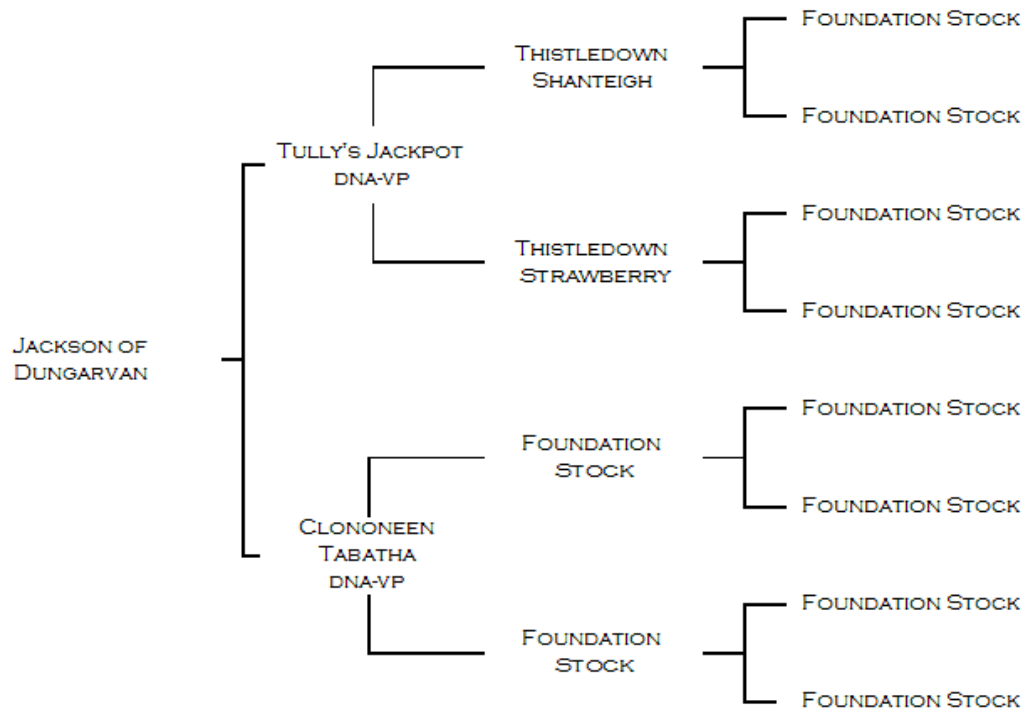 Foundation Stock
Thistledown
Shanteigh
Foundation Stock
Tully's Jackpot
DNA-VP
Foundation Stock
Thistledown
Strawberry
Foundation Stock
Jackson of
Dungarvan
Foundation Stock
Foundation
Stock
Foundation Stock
Clononeen
Tabatha
DNA-VP
Foundation Stock
Foundation
Stock
Foundation Stock